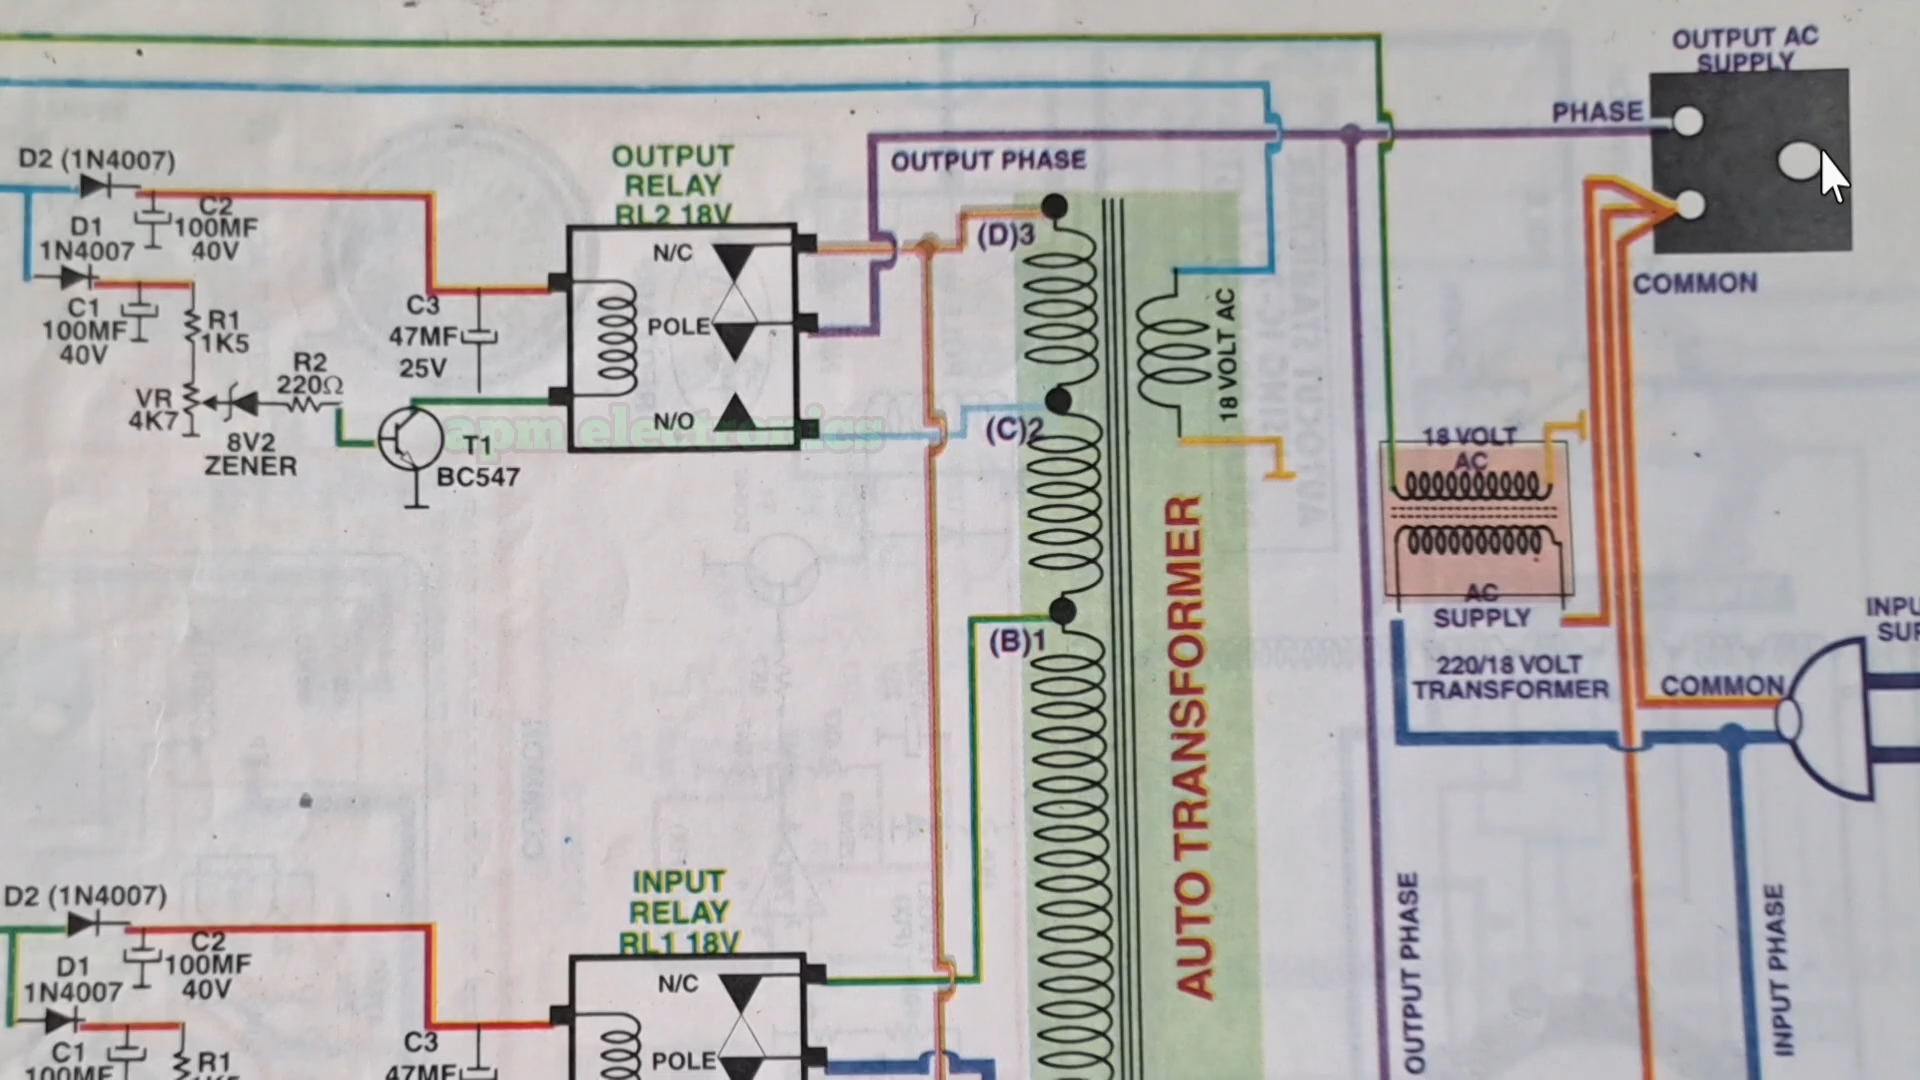 OUTPUT AC
SUPPLY
PHASE
COMMON
D2 (1N4007)
C2
100MF
40V
D1
1N4007
C1
100MF
40V
R1
1K5
VR
4K7
8V2
ZENER
R2
220Ω
C3
47MF
25V
T1
BC547
OUTPUT
RELAY
RL2 18V
N/C
POLE
N/O
OUTPUT PHASE
(D)3
(C)2
(B)1
18 VOLT AC
AUTO TRANSFORMER
apm electronics
18 VOLT
AC
AC
SUPPLY
220/18 VOLT
TRANSFORMER
COMMON
INPU
SUP
OUTPUT PHASE
INPUT PHASE
D2 (1N4007)
C2
100MF
40V
D1
1N4007
C1
100MF
R1
C3
47MF
INPUT
RELAY
RL1 18V
N/C
POLE